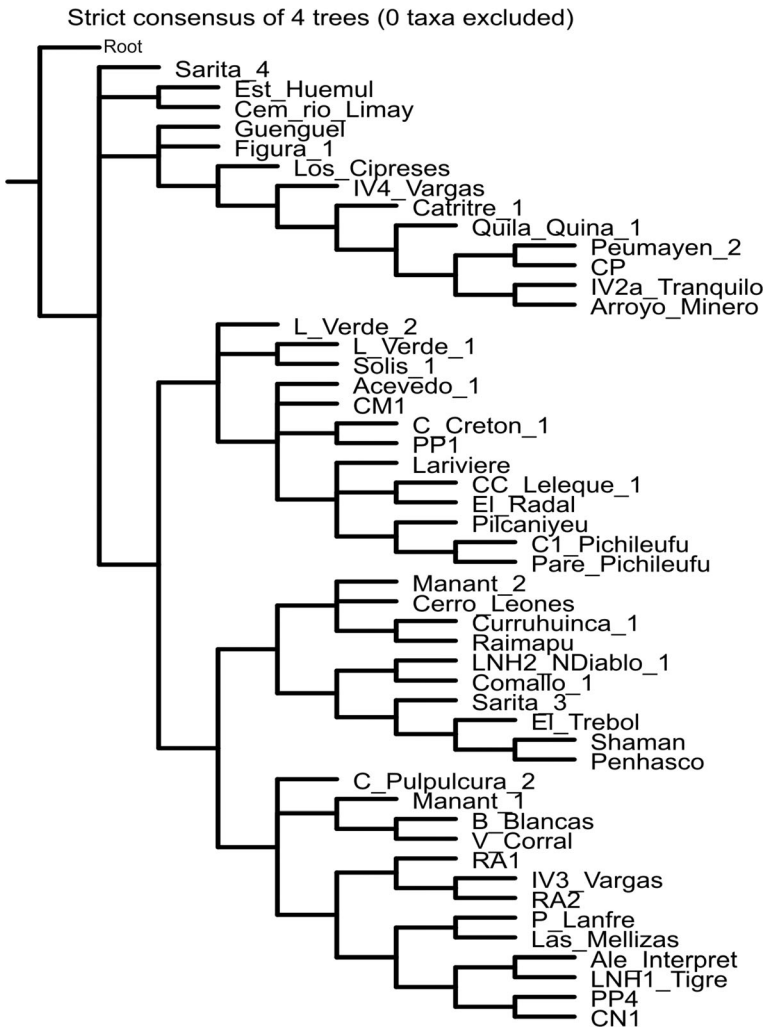 Strict consensus of 4 trees (0 taxa excluded)
Root
Sarita_4
Est_Huemul
Cem_rio_Limay
Guenguel
Figura_1
Los_Cipreses
IV4_Vargas
Catritre_1
Quila_Quina_1
Peumayen_2
CP
IV2a_Tranquilo
Arroyo_Minero
L_Verde_2
L_Verde_1
Solis_1
Acevedo_1
CM1
C_Creton_1
PP1
Lariviere
CC_Leleque_1
El_Radal
Pilcaniyeu
C1_Pichileufu
Pare_Pichileufu
Manant_2
Cerro_Leones
Curruhuinca_1
Raimapu
LNH2_NDiablo_1
Comallo_1
Sarita_3
El_Trebol
Shaman
Penhasco
C_Pulpulcura_2
Manant_1
B_Blancas
V_Corral
RA1
IV3_Vargas
RA2
P_Lanfre
Las_Mellizas
Ale_Interpret
LNH1_Tigre
PP4
CN1